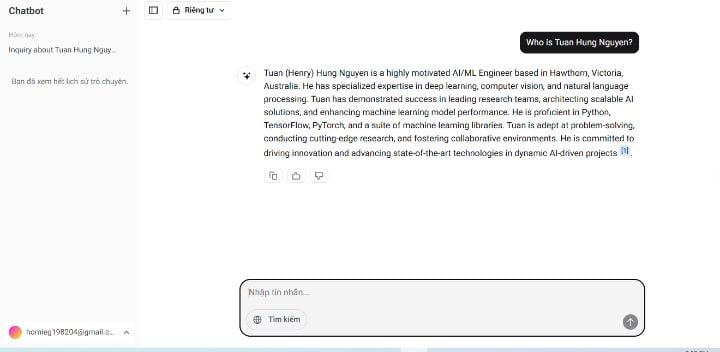 Chatbot
Riêng tư
Hôm nay
Inquiry about Tuan Hung Nguy...
Bạn đã xem hết lịch sử trò chuyện.
Who is Tuan Hung Nguyen?
Tuan (Henry) Hung Nguyen is a highly motivated AI/ML Engineer based in Hawthorn, Victoria,
Australia. He has specialized expertise in deep learning, computer vision, and natural language
processing. Tuan has demonstrated success in leading research teams, architecting scalable AI
solutions, and enhancing machine learning model performance. He is proficient in Python,
TensorFlow, PyTorch, and a suite of machine learning libraries. Tuan is adept at problem-solving,
conducting cutting-edge research, and fostering collaborative environments. He is committed to
driving innovation and advancing state-of-the-art technologies in dynamic AI-driven projects [1].
Nhập tin nhắn...
Tìm kiếm
homieg198204@gmail.c...